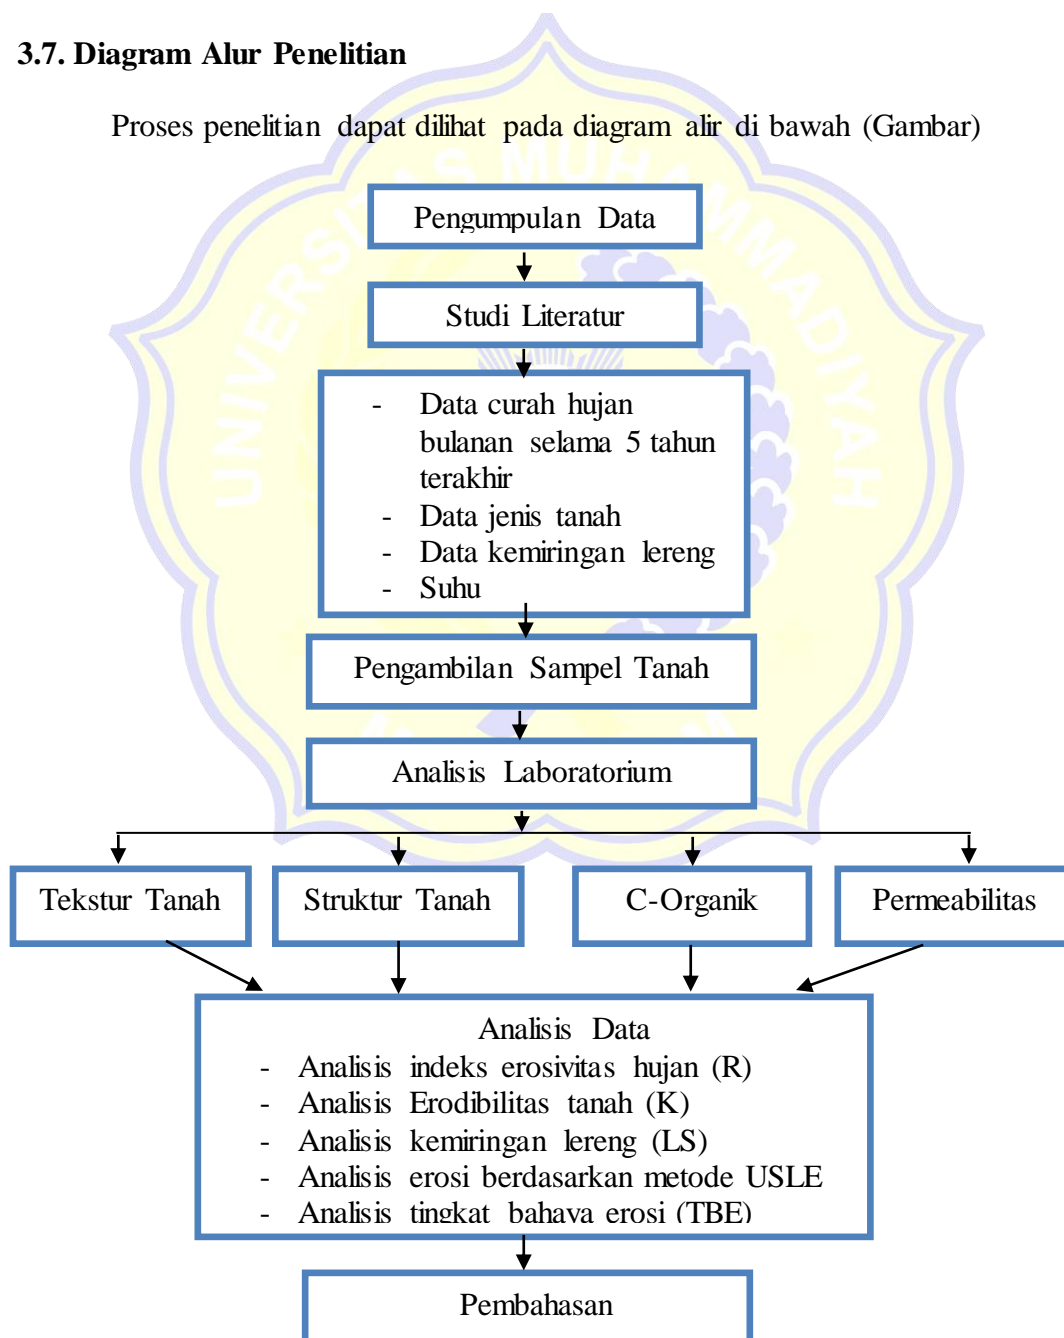 3.7. Diagram Alur Penelitian
Proses penelitian dapat dilihat pada diagram alir di bawah (Gambar)
UNIVERSITAS MUHAMMADIYAH
Pengumpulan Data
Studi Literatur
- Data curah hujan
bulanan selama 5 tahun
terakhir
- Data jenis tanah
- Data kemiringan lereng
- Suhu
Pengambilan Sampel Tanah
Analisis Laboratorium
Tekstur Tanah
Struktur Tanah
C-Organik
Permeabilitas
Analisis Data
- Analisis indeks erosivitas hujan (R)
- Analisis Erodibilitas tanah (K)
- Analisis kemiringan lereng (LS)
- Analisis erosi berdasarkan metode USLE
- Analisis tingkat bahaya erosi (TBE)
Pembahasan